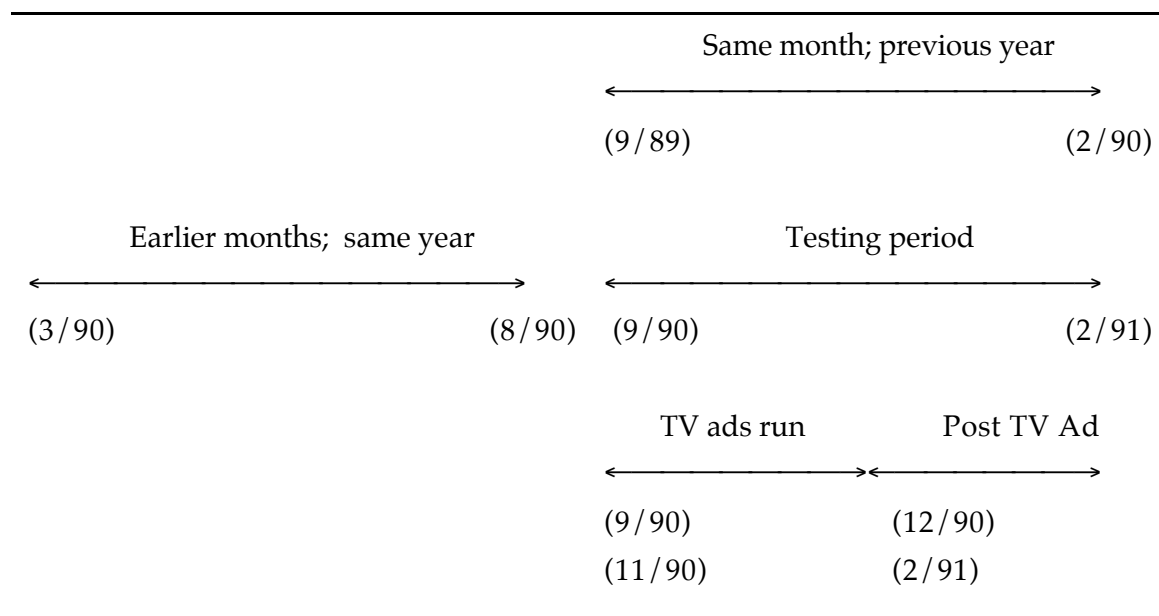 Same month; previous year
(9/89) (2/90)
Earlier months; same year Testing period
(3/90) (8/90) (9/90) (2/91)
TV ads run Post TV Ad
(9/90) (12/90)
(11/90) (2/91)